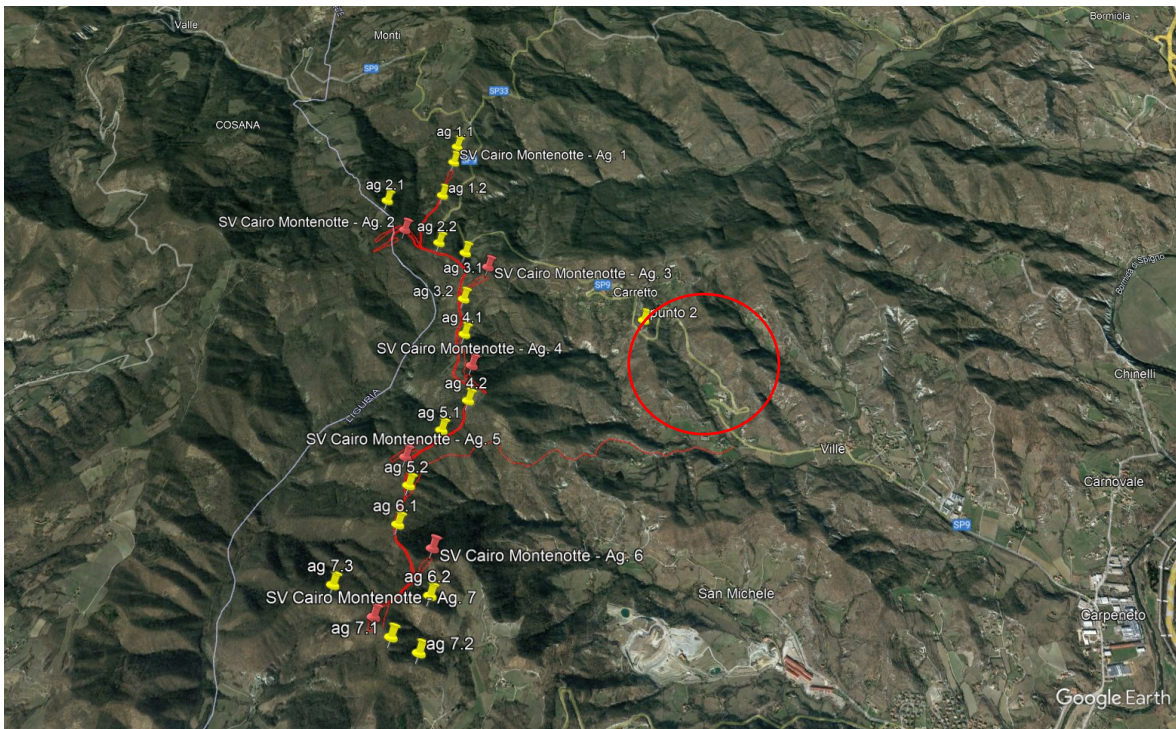 Valle
Monti
Bormiola
SP9
SP33
COSANA
ag 1.1
SV Cairo Montenotte - Ag. 1
SP9
ag 2.1
ag 1.2
SV Cairo Montenotte - Ag. 2
ag 2.2
ag 3.1
SV Cairo Montenotte - Ag. 3
Bormida di Spigno
ag 3.2
SP9
Carretto
ag 4.1
punto 2
SV Cairo Montenotte - Ag. 4
Chinelli
ag 4.2
LIGURIA
ag 5.1
SV Cairo Montenotte - Ag. 5
Ville
ag 5.2
Carnovale
ag 6.1
SP9
SV Cairo Montenotte - Ag. 6
ag 7.3
ag 6.2
SV Cairo Montenotte - Ag. 7
San Michele
Carpeneto
ag 7.1
ag 7.2
Google Earth